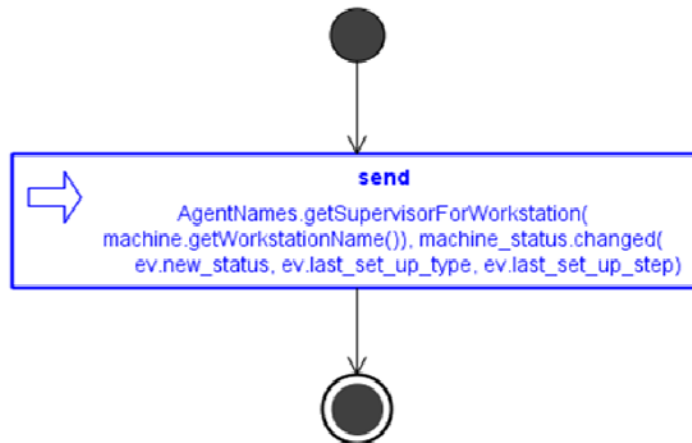 send
AgentNames.getSupervisorForWorkstation(
machine.getWorkstationName()), machine_status.changed(
ev.new_status, ev.last_set_up_type, ev.last_set_up_step)